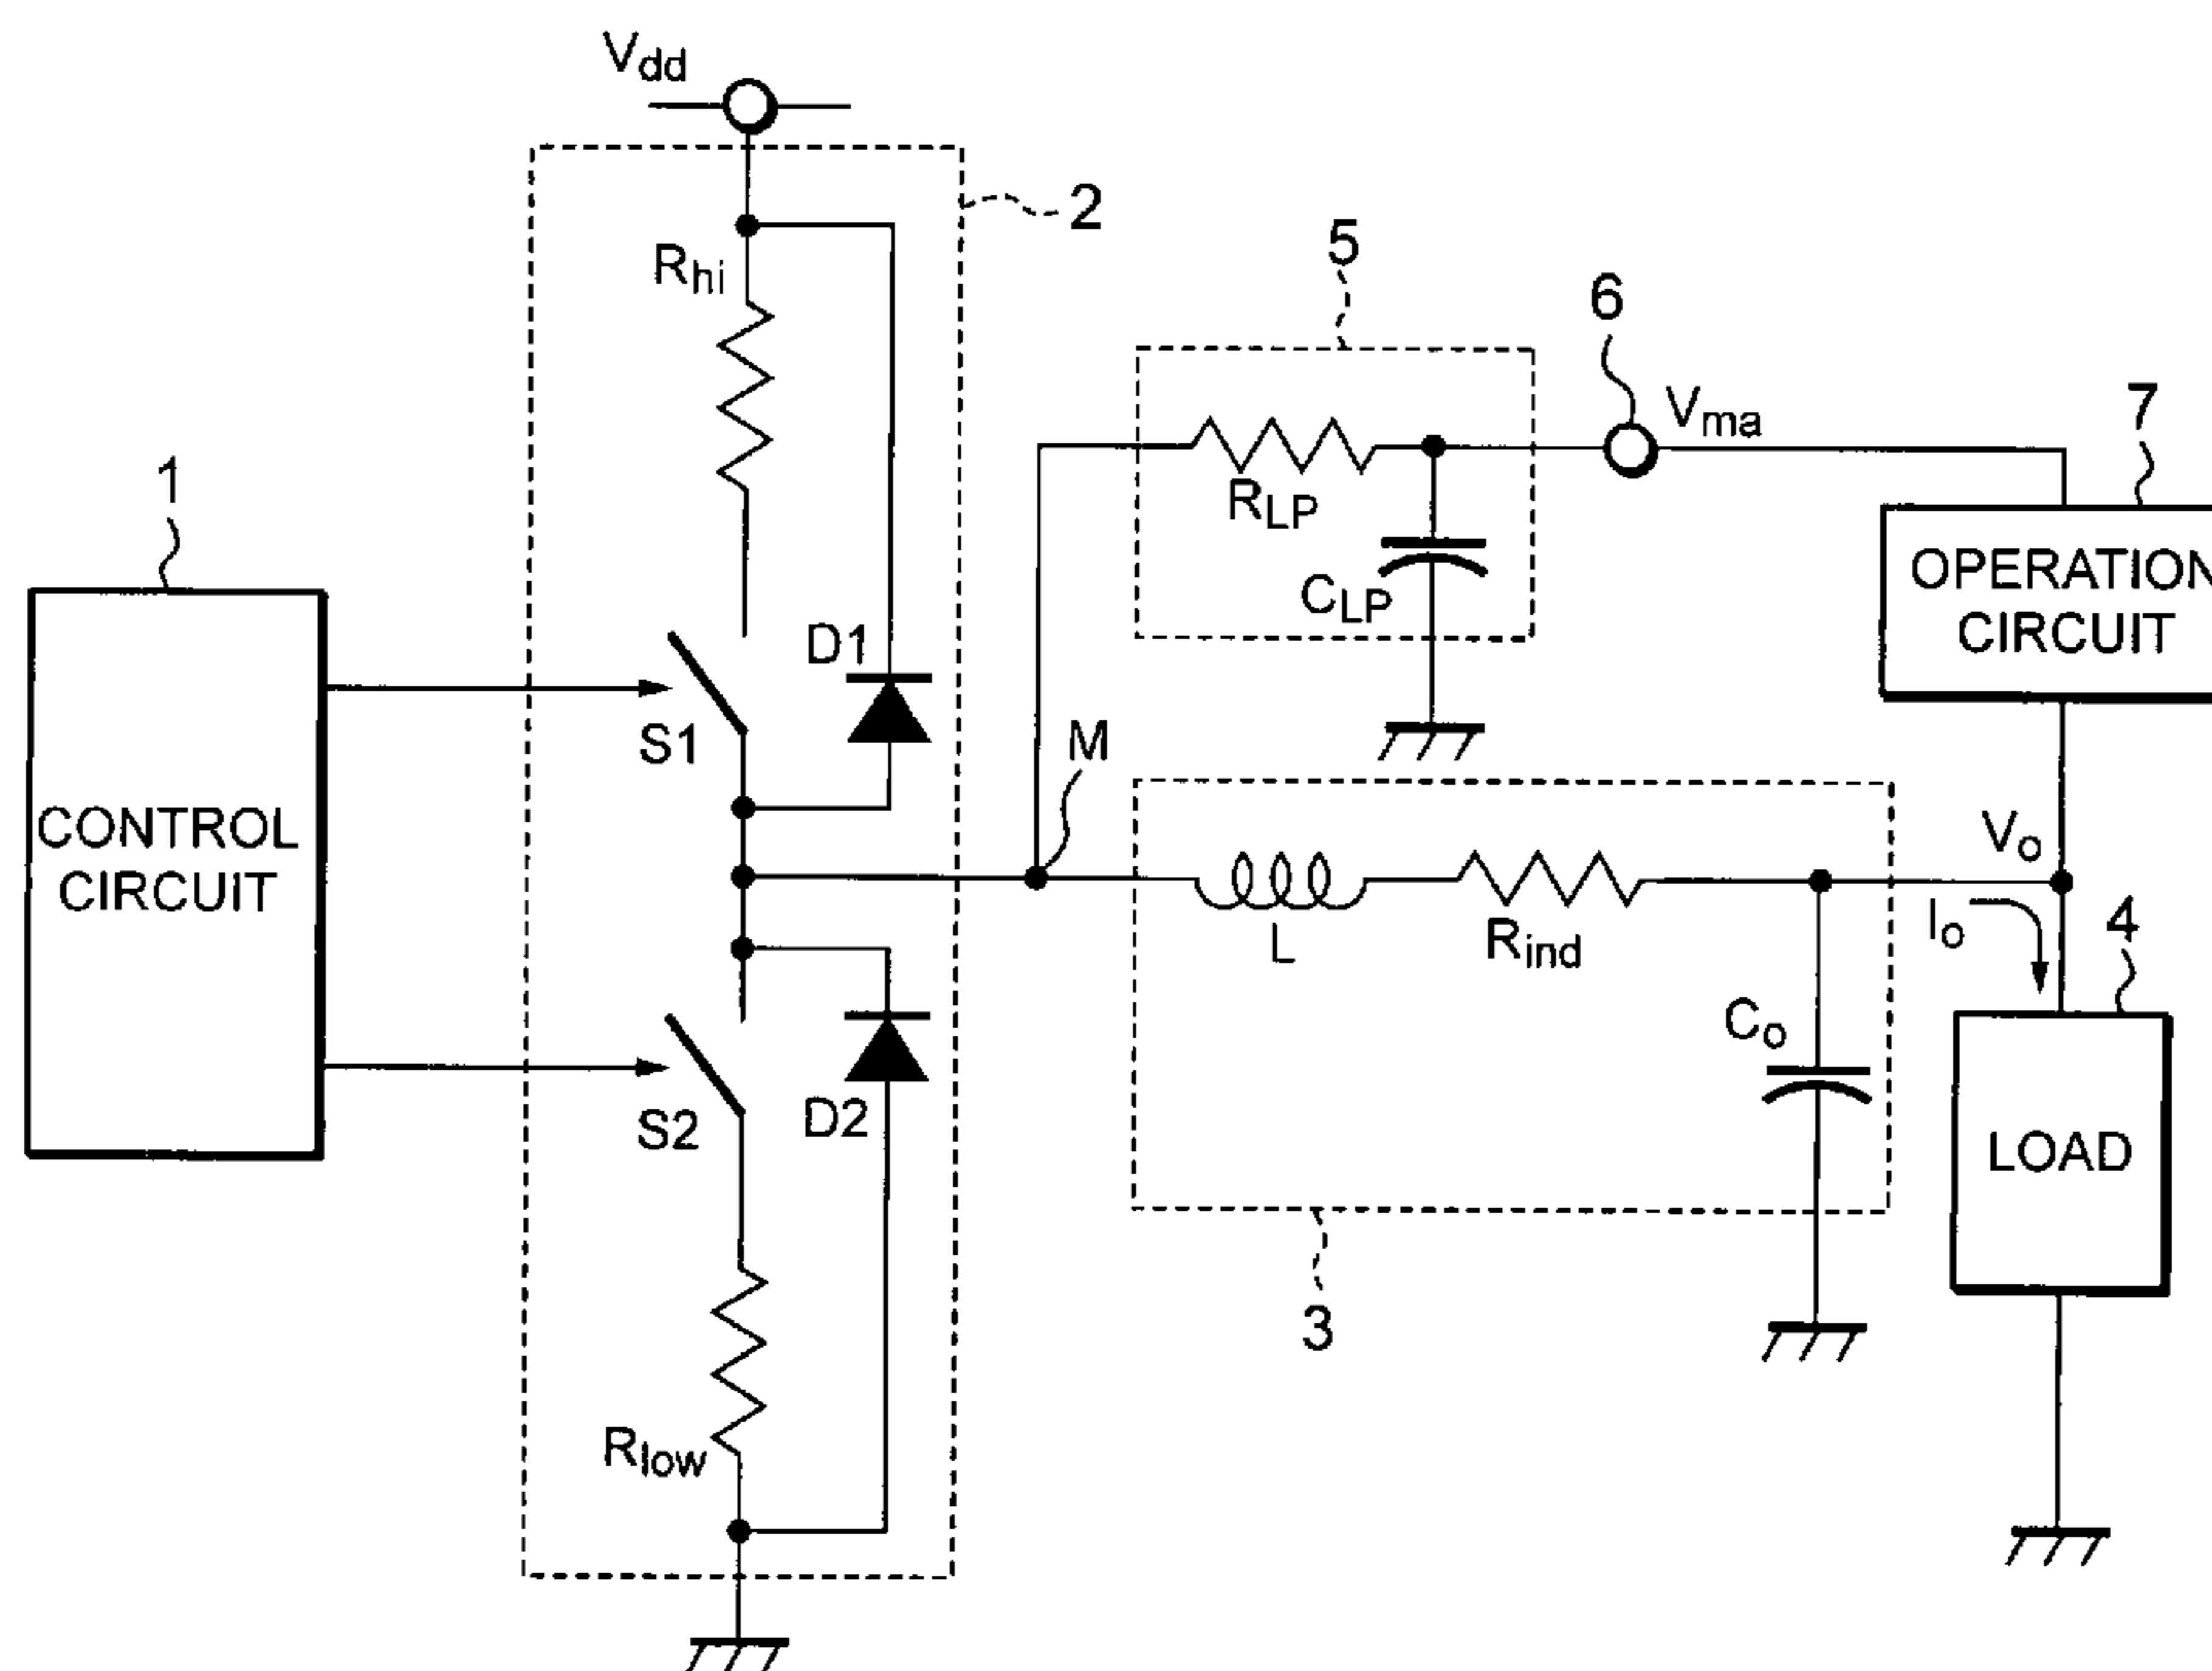 Vdd
2
Rhi
5
6
Vma
7
1
RLP
OPERATION
CIRCUIT
CLP
D1
S1
M
CONTROL
CIRCUIT
Vo
L
Rind
Io
4
Co
S2
D2
LOAD
3
Rlow